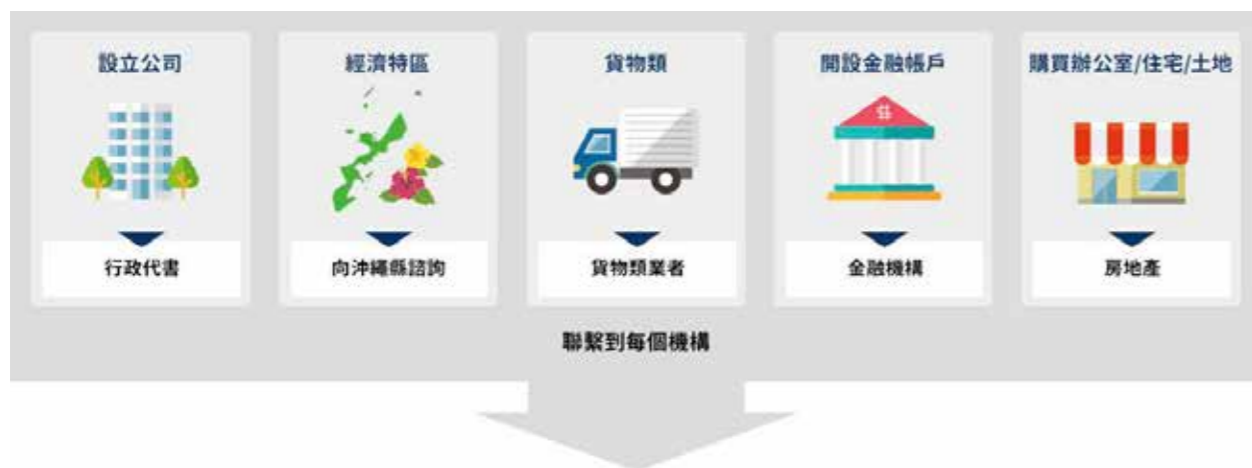 設立公司
經濟特區
貨物類
開設金融帳戶
購買辦公室/住宅/土地
$
行政代書
向沖繩縣諮詢
貨物類業者
金融機構
房地產
聯繫到每個機構